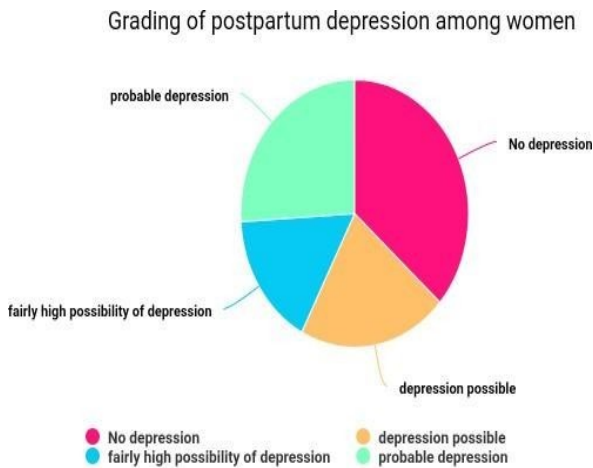 Grading of postpartum depression among women
probable depression
No depression
fairly high possibility of depression
depression possible
No depression
depression possible
fairly high possibility of depression
probable depression